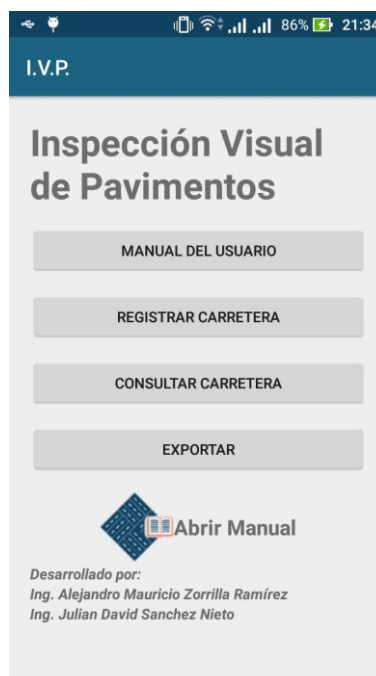 86% 21:34
I.V.P.
Inspección Visual
de Pavimentos
MANUAL DEL USUARIO
REGISTRAR CARRETERA
CONSULTAR CARRETERA
EXPORTAR
Abrir Manual
Desarrollado por:
Ing. Alejandro Mauricio Zorrilla Ramírez
Ing. Julian David Sanchez Nieto